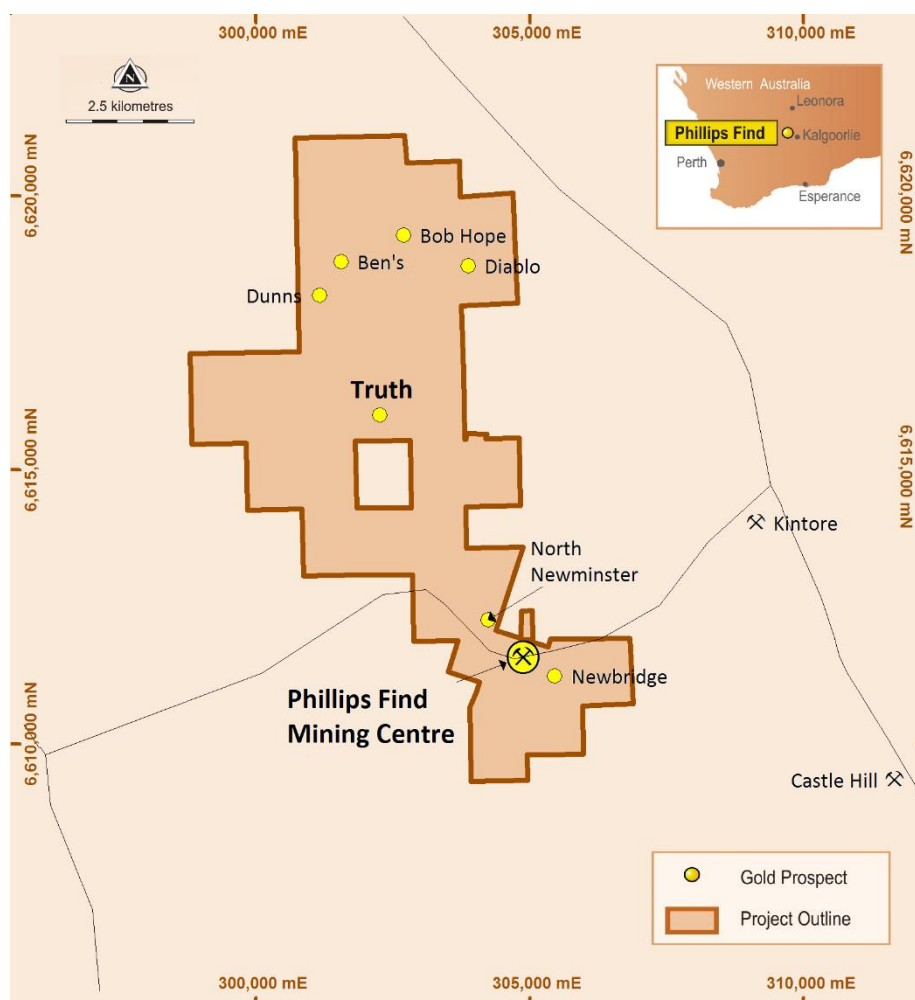 300,000 mE
305,000 mE
310,000 mE
N
2.5 kilometres
Western Australia
Leonora
Phillips Find
Kalgoorlie
Perth
Esperance
6,620,000 mN
6,620,000 mN
Bob Hope
Ben's
Diablo
Dunns
Truth
6,615,000 mN
6,615,000 mN
Kintore
North
Newminster
Newbridge
Phillips Find
Mining Centre
6,610,000 mN
Castle Hill
Gold Prospect
Project Outline
300,000 mE
305,000 mE
310,000 mE